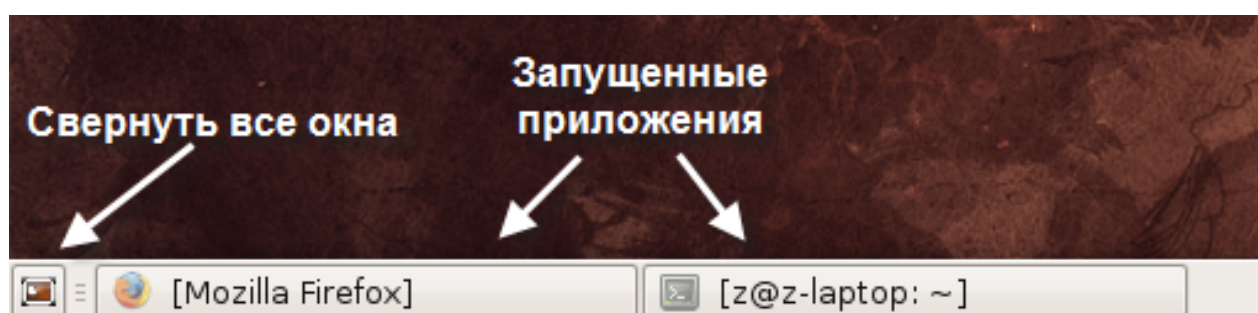 Запущенные
приложения
Свернуть все окна
[Mozilla Firefox]
[z@z-laptop: ~]